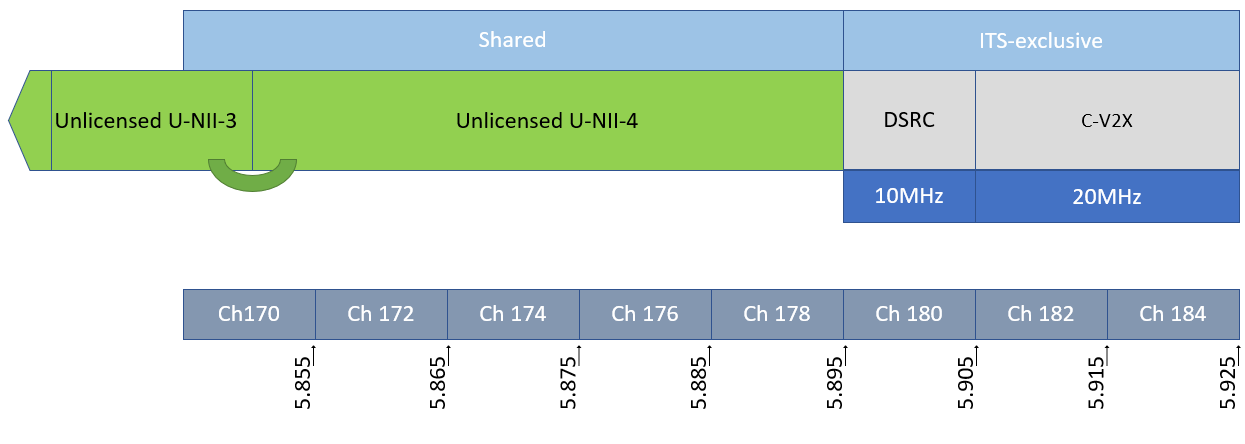 Shared
ITS-exclusive
Unlicensed U-NII-3
Unlicensed U-NII-4
DSRC
C-V2X
10MHz
20MHz
Ch170
Ch 172
Ch 174
Ch 176
Ch 178
Ch 180
Ch 182
Ch 184
5.855
5.865
5.875
5.885
5.895
5.905
5.915
5.925